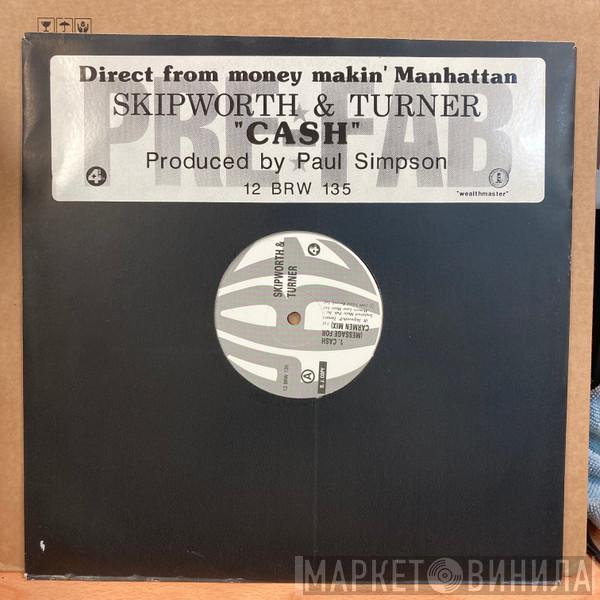 Direct from money makin' Manhattan
PRE FAB
SKIPWORTH & TURNER
"CASH"
Produced by Paul Simpson
12 BRW 135
4
"wealthmaster"
SKIPWORTH &
TURNER
4
1. CASH
(MESSAGE FOR
CARMEN MIX)
A
12 BRW 135
МАРКЕТ ВИНИЛА